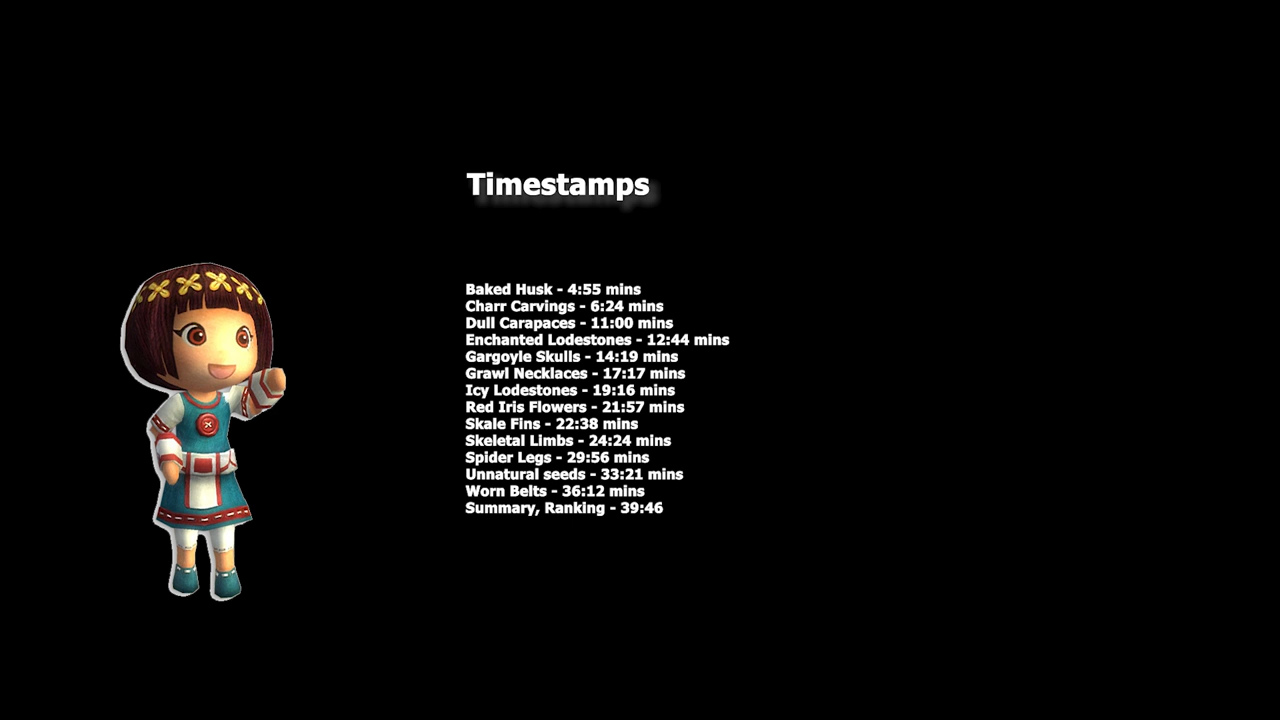 Timestamps
Baked Husk - 4:55 mins
Charr Carvings - 6:24 mins
Dull Carapaces - 11:00 mins
Enchanted Lodestones - 12:44 mins
Gargoyle Skulls - 14:19 mins
Grawl Necklaces - 17:17 mins
Icy Lodestones - 19:16 mins
Red Iris Flowers - 21:57 mins
Skale Fins - 22:38 mins
Skeletal Limbs - 24:24 mins
Spider Legs - 29:56 mins
Unnatural seeds - 33:21 mins
Worn Belts - 36:12 mins
Summary, Ranking - 39:46